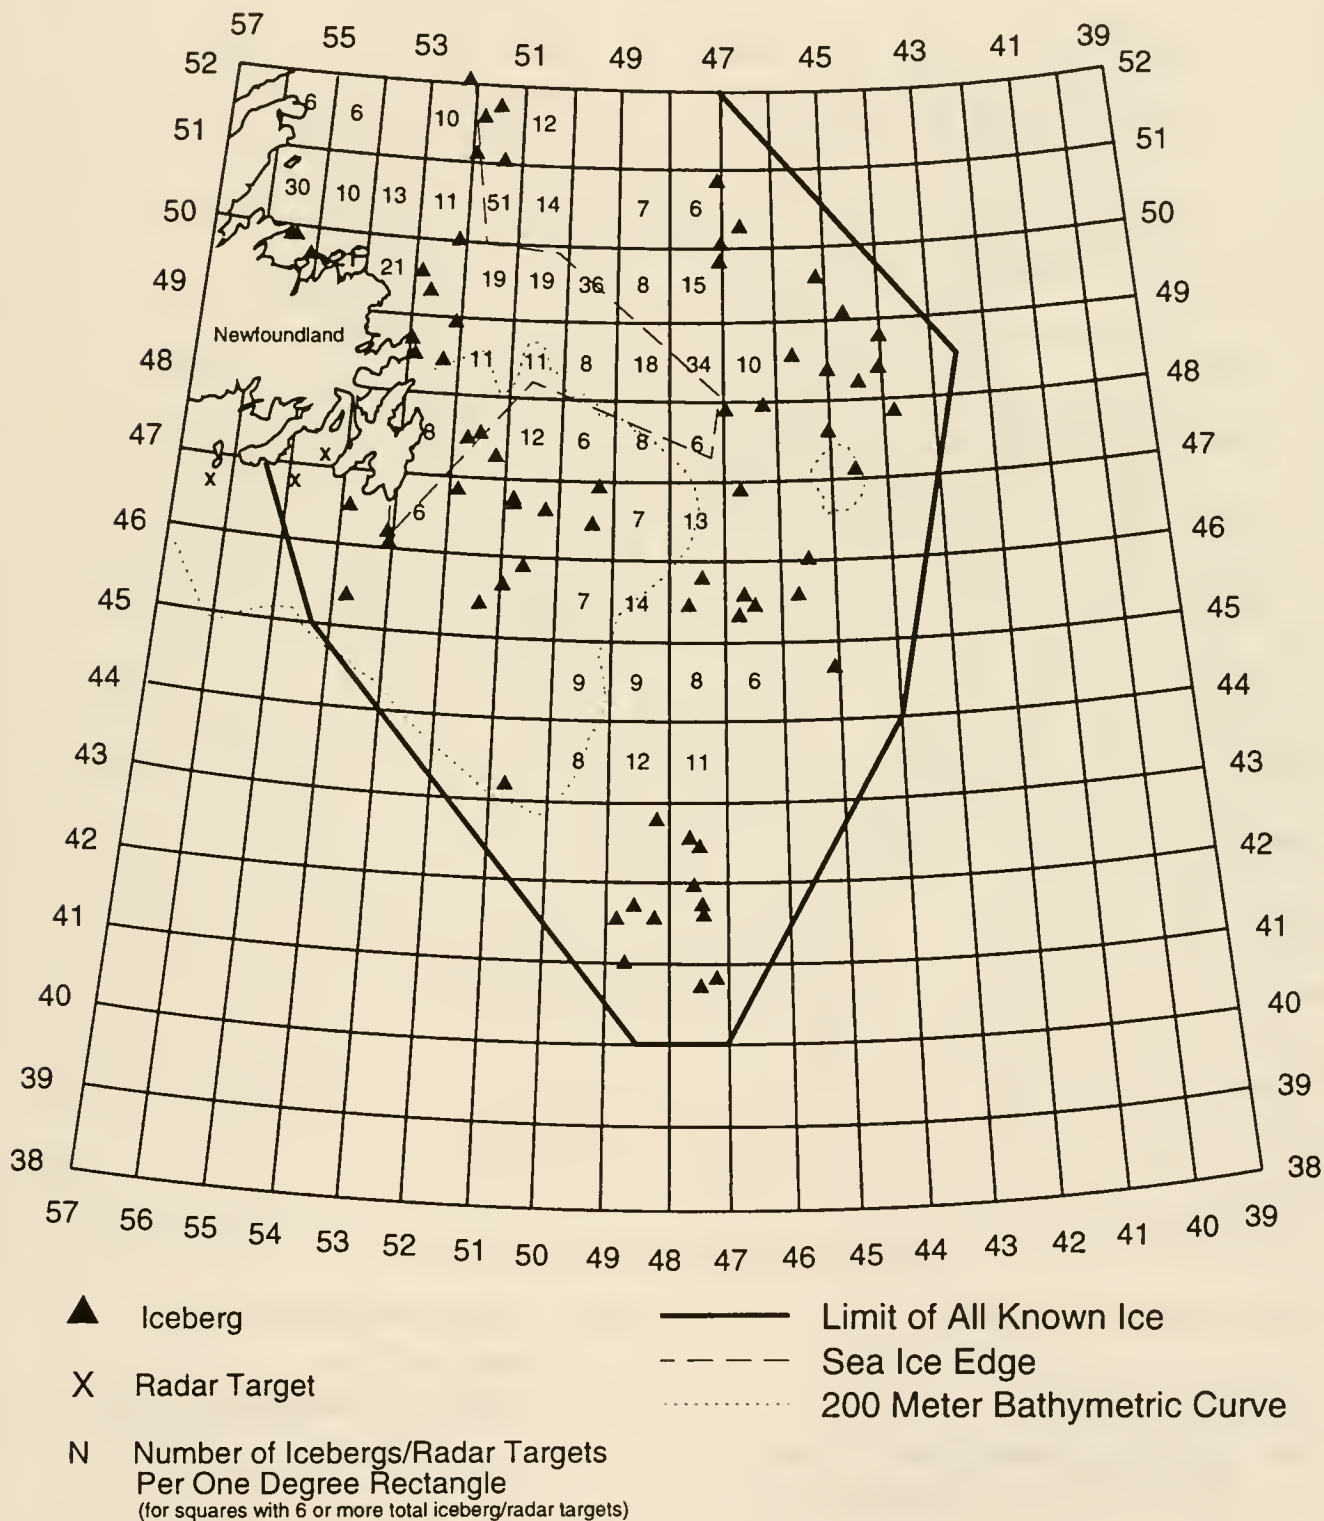 57 55 53 51 49 47 45 43 41 39
52 52
6 6 10 12
51 51
30 10 13 11 51 14 7 6
50 50
21 21 19 19 36 8 15
49 49
Newfoundland
11 11 8 18 34 10
48 48
8 12 6 8 6
47 47
X X X
6 7 13
46 46
7 14
45 45
9 9 8 6
44 44
8 12 11
43 43
42 42
41 41
40 40
39 39
38 38
57 56 55 54 53 52 51 50 49 48 47 46 45 44 43 42 41 40 39
Iceberg
X Radar Target
N Number of Icebergs/Radar Targets
Per One Degree Rectangle
(for squares with 6 or more total iceberg/radar targets)
Limit of All Known Ice
Sea Ice Edge
200 Meter Bathymetric Curve